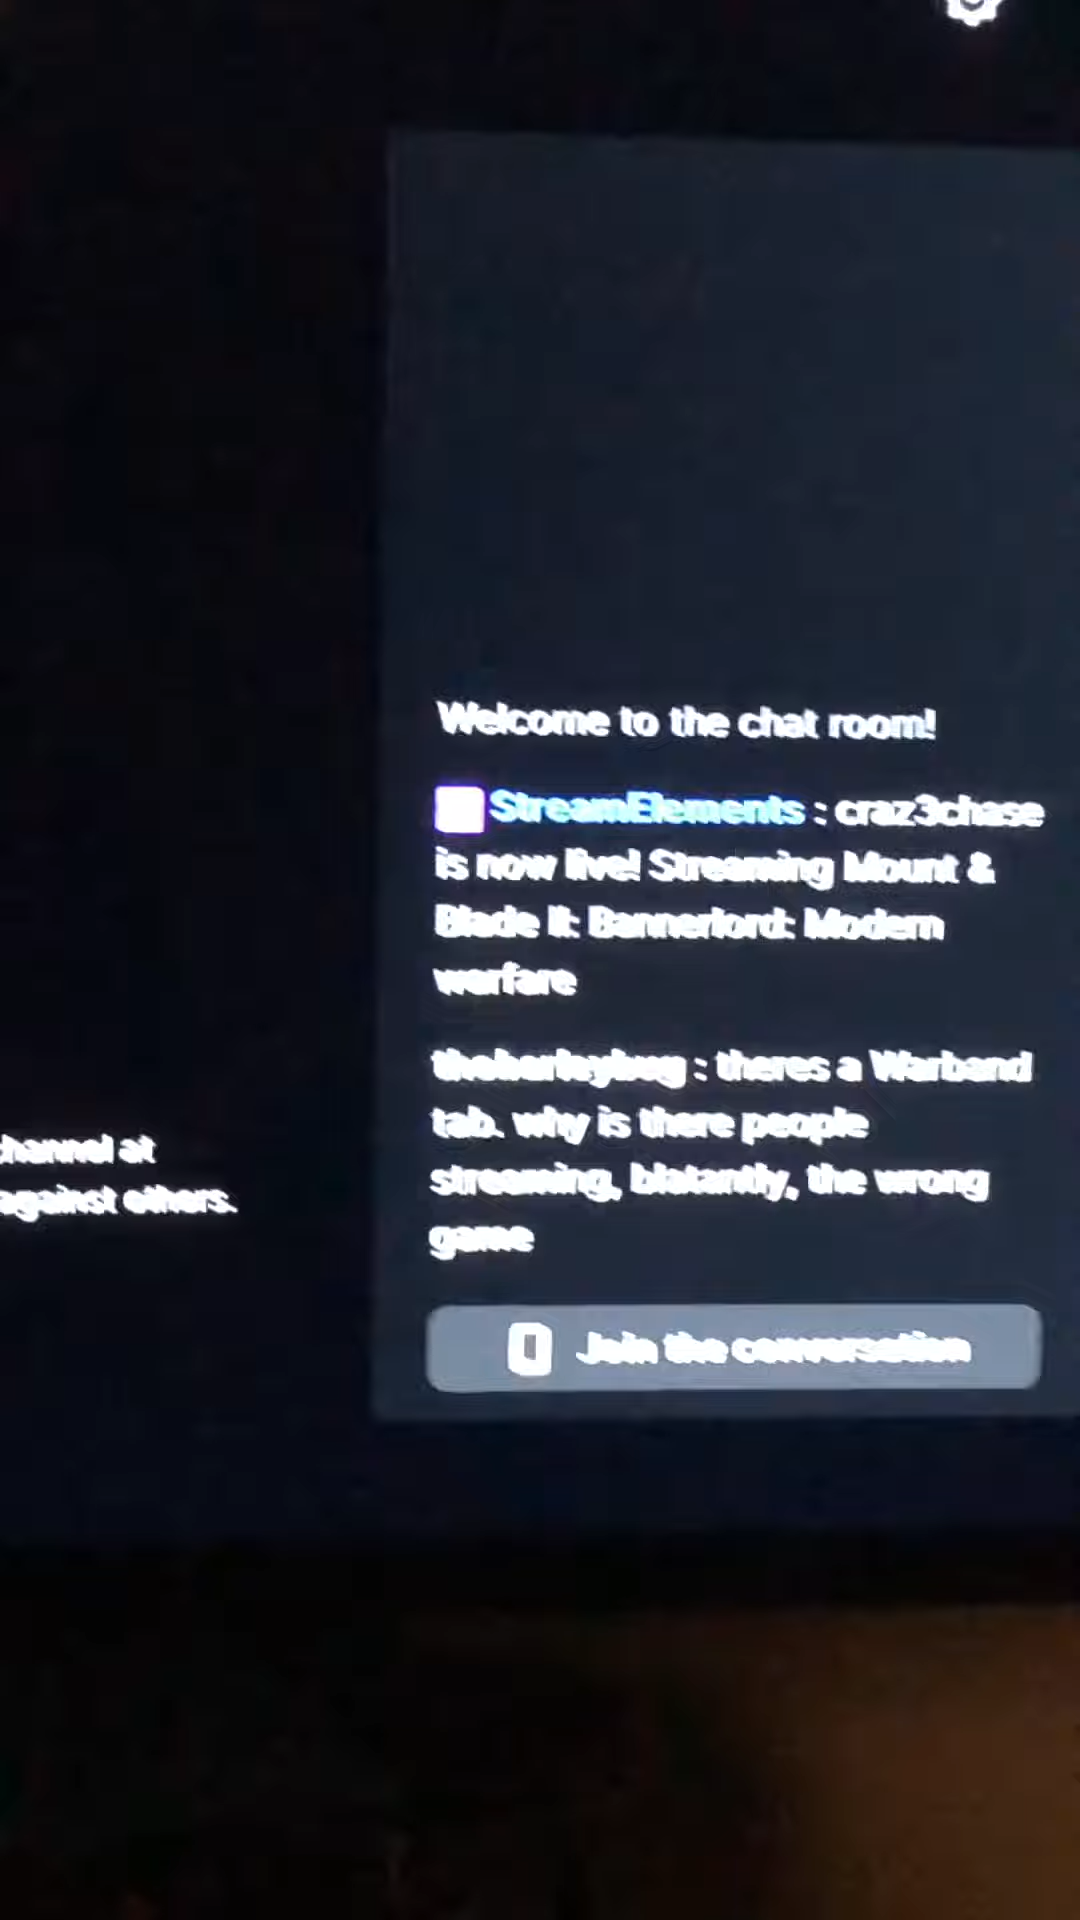 Welcome to the chat room!
StreamElements : craz3chase
is now live! Streaming Mount &
Blade II: Bannerlord: Modern
warfare
theharleybug : theres a Warband
tab. why is there people
streaming, blatantly, the wrong
game
channel at
against others.
Join the conversation